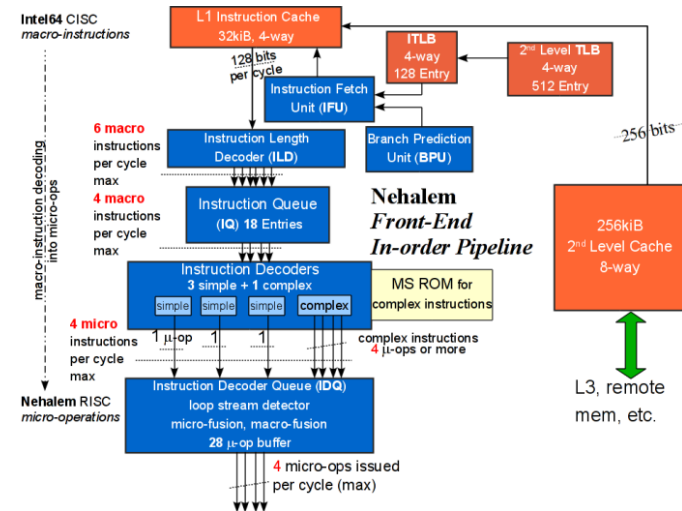 Intel64 CISC
macro-instructions
L1 Instruction Cache
32kiB, 4-way
128 bits
per cycle
ITLB
4-way
128 Entry
2nd Level TLB
4-way
512 Entry
Instruction Fetch
Unit (IFU)
256 bits
6 macro
instructions
per cycle
max
Instruction Length
Decoder (ILD)
Branch Prediction
Unit (BPU)
macro-instruction decoding
into micro-ops
4 macro
instructions
per cycle
max
Instruction Queue
(IQ) 18 Entries
Nehalem
Front-End
In-order Pipeline
256kiB
2nd Level Cache
8-way
Instruction Decoders
3 simple + 1 complex
simple
simple
simple
complex
MS ROM for
complex instructions
4 micro
instructions
per cycle
max
1 μ-op
1
1
complex instructions
4 μ-ops or more
L3, remote
mem, etc.
Nehalem RISC
micro-operations
Instruction Decoder Queue (IDQ)
loop stream detector
micro-fusion, macro-fusion
28 μ-op buffer
4 micro-ops issued
per cycle (max)